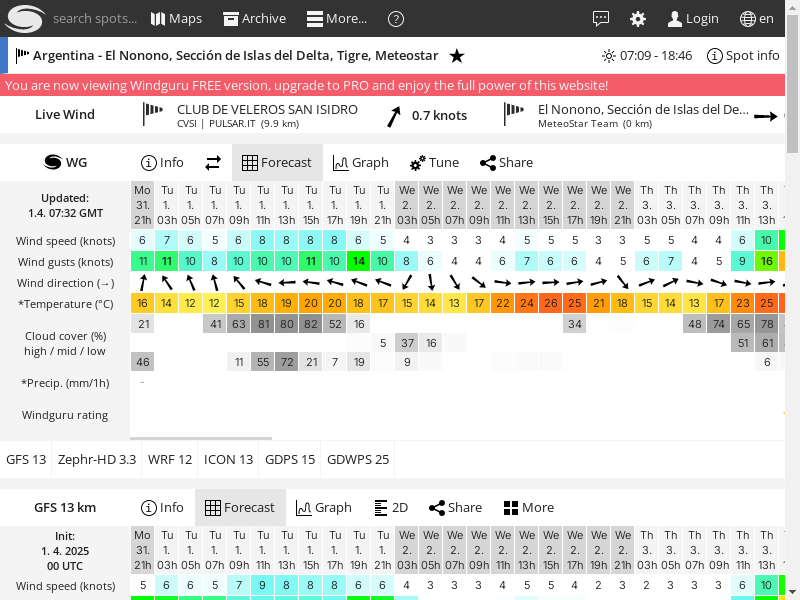 search spots...
Maps
Archive
More...
?
Login
en
Argentina - El Nonono, Sección de Islas del Delta, Tigre, Meteostar
07:09 - 18:46
Spot info
You are now viewing Windguru FREE version, upgrade to PRO and enjoy the full power of this website!
Live Wind
CLUB DE VELEROS SAN ISIDRO
CVSI | PULSAR.IT (9.9 km)
0.7 knots
El Nonono, Sección de Islas del De...
MeteoStar Team (0 km)
WG
Info
Forecast
Graph
Tune
Share
Updated:
1.4. 07:32 GMT
Mo Tu Tu Tu Tu Tu Tu Tu Tu Tu Tu We We We We We We We We We We Th Th Th Th Th Th
31. 1. 1. 1. 1. 1. 1. 1. 1. 1. 1. 2. 2. 2. 2. 2. 2. 2. 2. 2. 2. 3. 3. 3. 3. 3. 3.
21h 03h 05h 07h 09h 11h 13h 15h 17h 19h 21h 03h 05h 07h 09h 11h 13h 15h 17h 19h 21h 03h 05h 07h 09h 11h 13h
Wind speed (knots) 6 7 6 5 6 8 8 8 8 6 5 4 3 3 3 4 5 5 5 3 3 5 5 4 4 6 10
Wind gusts (knots) 11 11 10 8 10 10 10 11 10 14 10 8 6 4 4 6 7 6 6 4 5 6 7 4 5 9 16
Wind direction (→)
*Temperature (°C) 16 14 12 12 15 18 19 20 20 18 17 15 14 13 17 22 24 26 25 21 18 15 14 13 17 23 25
Cloud cover (%)
high / mid / low
21 41 63 81 80 82 52 16 34 48 74 65 78
5 37 16 51 61
46 11 55 72 21 7 19 9 6
*Precip. (mm/1h) -
Windguru rating
GFS 13
Zephr-HD 3.3
WRF 12
ICON 13
GDPS 15
GDWPS 25
GFS 13 km
Info
Forecast
Graph
2D
Share
More
Init:
1. 4. 2025
00 UTC
Mo Tu Tu Tu Tu Tu Tu Tu Tu Tu Tu We We We We We We We We We We Th Th Th Th Th Th
31. 1. 1. 1. 1. 1. 1. 1. 1. 1. 1. 2. 2. 2. 2. 2. 2. 2. 2. 2. 2. 3. 3. 3. 3. 3. 3.
21h 03h 05h 07h 09h 11h 13h 15h 17h 19h 21h 03h 05h 07h 09h 11h 13h 15h 17h 19h 21h 03h 05h 07h 09h 11h 13h
Wind speed (knots) 5 6 6 5 7 9 8 8 8 6 6 4 3 3 3 4 5 5 4 2 3 2 3 3 3 6 10